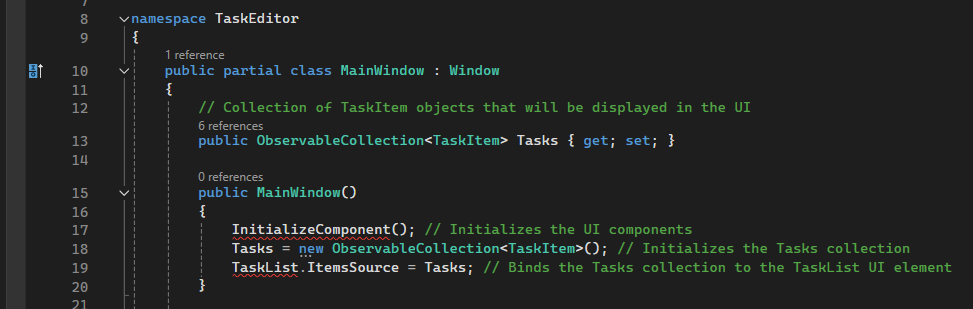 7
8 namespace TaskEditor
9 {
1 reference
10 public partial class MainWindow : Window
11 {
12 // Collection of TaskItem objects that will be displayed in the UI
6 references
13 public ObservableCollection<TaskItem> Tasks { get; set; }
14
0 references
15 public MainWindow()
16 {
17 InitializeComponent(); // Initializes the UI components
18 Tasks = new ObservableCollection<TaskItem>(); // Initializes the Tasks collection
19 TaskList.ItemsSource = Tasks; // Binds the Tasks collection to the TaskList UI element
20 }
21